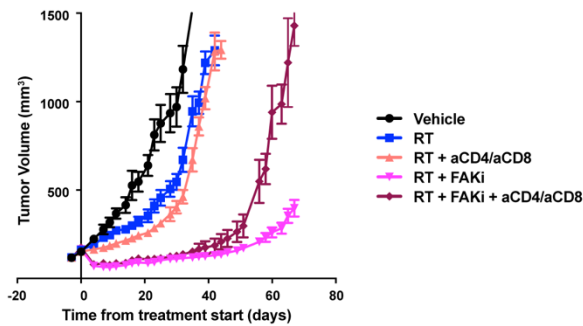 1500
1000
500
-20 0 20 40 60 80
Tumor Volume (mm³)
Time from treatment start (days)
Vehicle
RT
RT + aCD4/aCD8
RT + FAKi
RT + FAKi + aCD4/aCD8